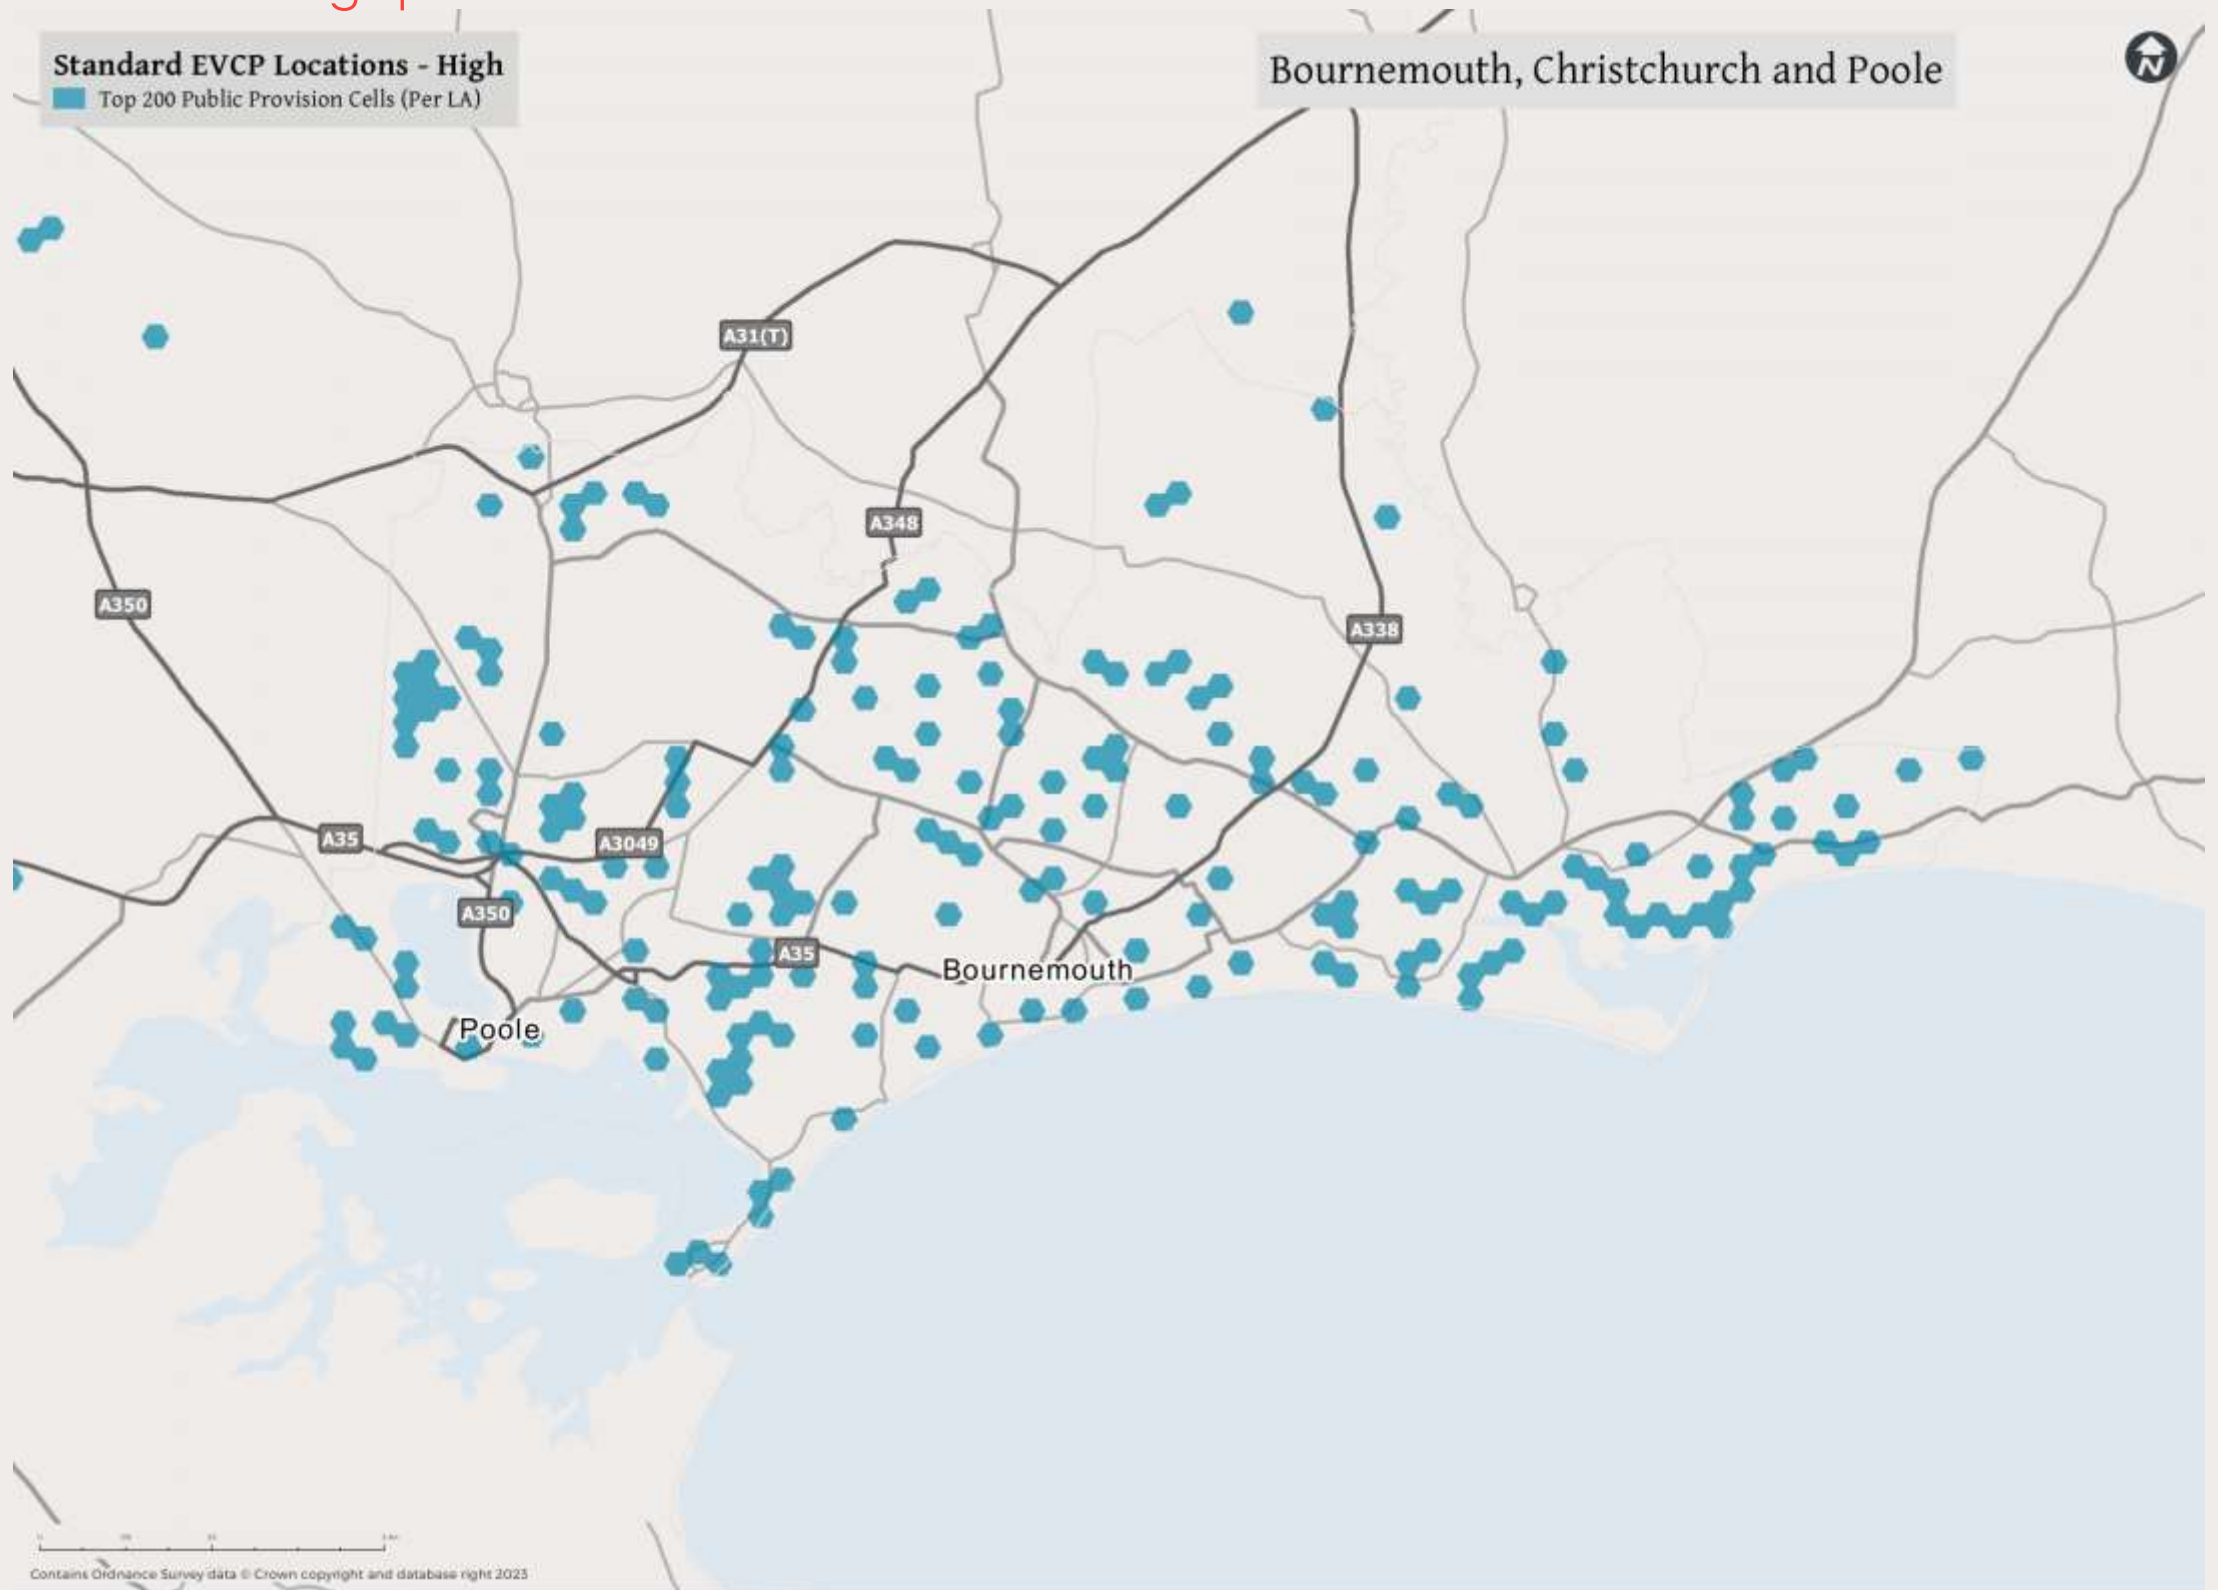 Standard EVCP Locations - High
Top 200 Public Provision Cells (Per LA)
Bournemouth, Christchurch and Poole
N
A31(T)
A348
A350
A338
A35
A3049
A350
A35
Bournemouth
Poole
Contains Ordnance Survey data © Crown copyright and database right 2023